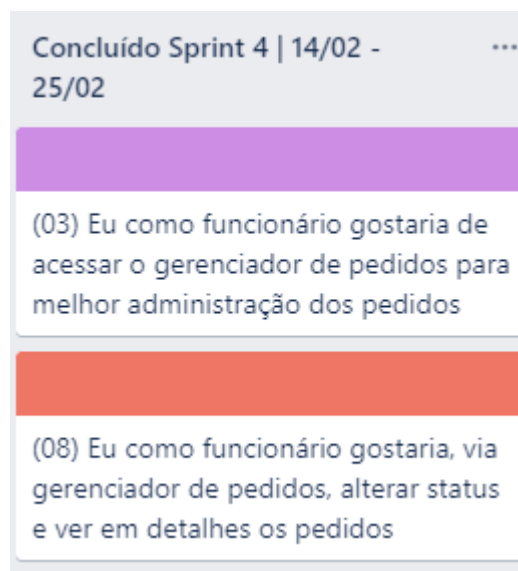 Concluído Sprint 4 | 14/02 -
25/02
(03) Eu como funcionário gostaria de
acessar o gerenciador de pedidos para
melhor administração dos pedidos
(08) Eu como funcionário gostaria, via
gerenciador de pedidos, alterar status
e ver em detalhes os pedidos